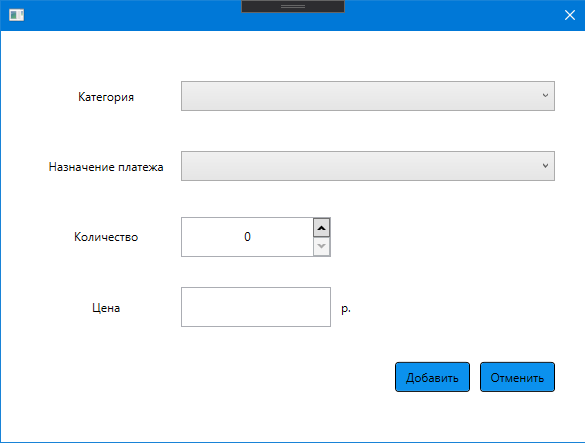 Категория
Назначение платежа
Количество 0
Цена р.
Добавить Отменить